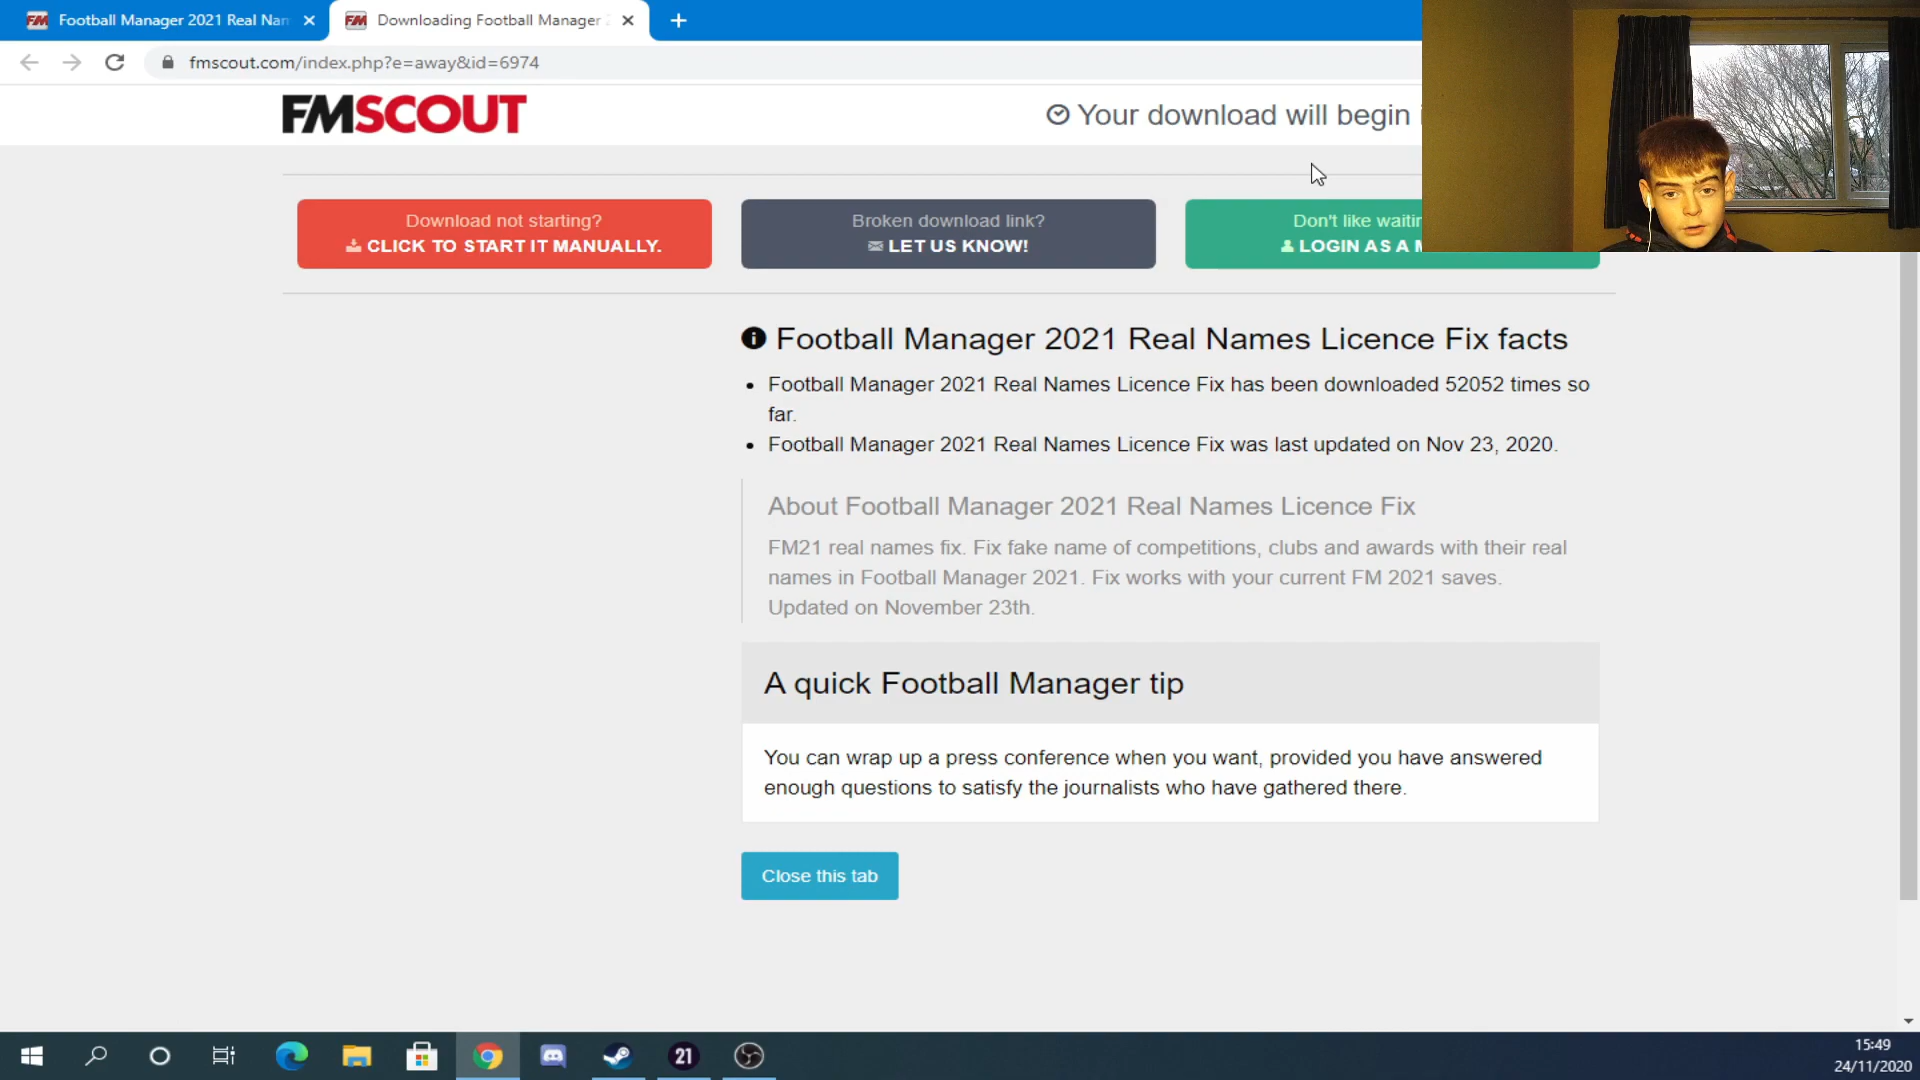 Football Manager 2021 Real Nam
Downloading Football Manager 2
fmscout.com/index.php?e=away&id=6974
FMSCOUT
Your download will begin
Download not starting?
CLICK TO START IT MANUALLY.
Broken download link?
LET US KNOW!
Don't like waitin
LOGIN AS A M
Football Manager 2021 Real Names Licence Fix facts
Football Manager 2021 Real Names Licence Fix has been downloaded 52052 times so
far.
Football Manager 2021 Real Names Licence Fix was last updated on Nov 23, 2020.
About Football Manager 2021 Real Names Licence Fix
FM21 real names fix. Fix fake name of competitions, clubs and awards with their real
names in Football Manager 2021. Fix works with your current FM 2021 saves.
Updated on November 23th.
A quick Football Manager tip
You can wrap up a press conference when you want, provided you have answered
enough questions to satisfy the journalists who have gathered there.
Close this tab
21
15:49
24/11/2020